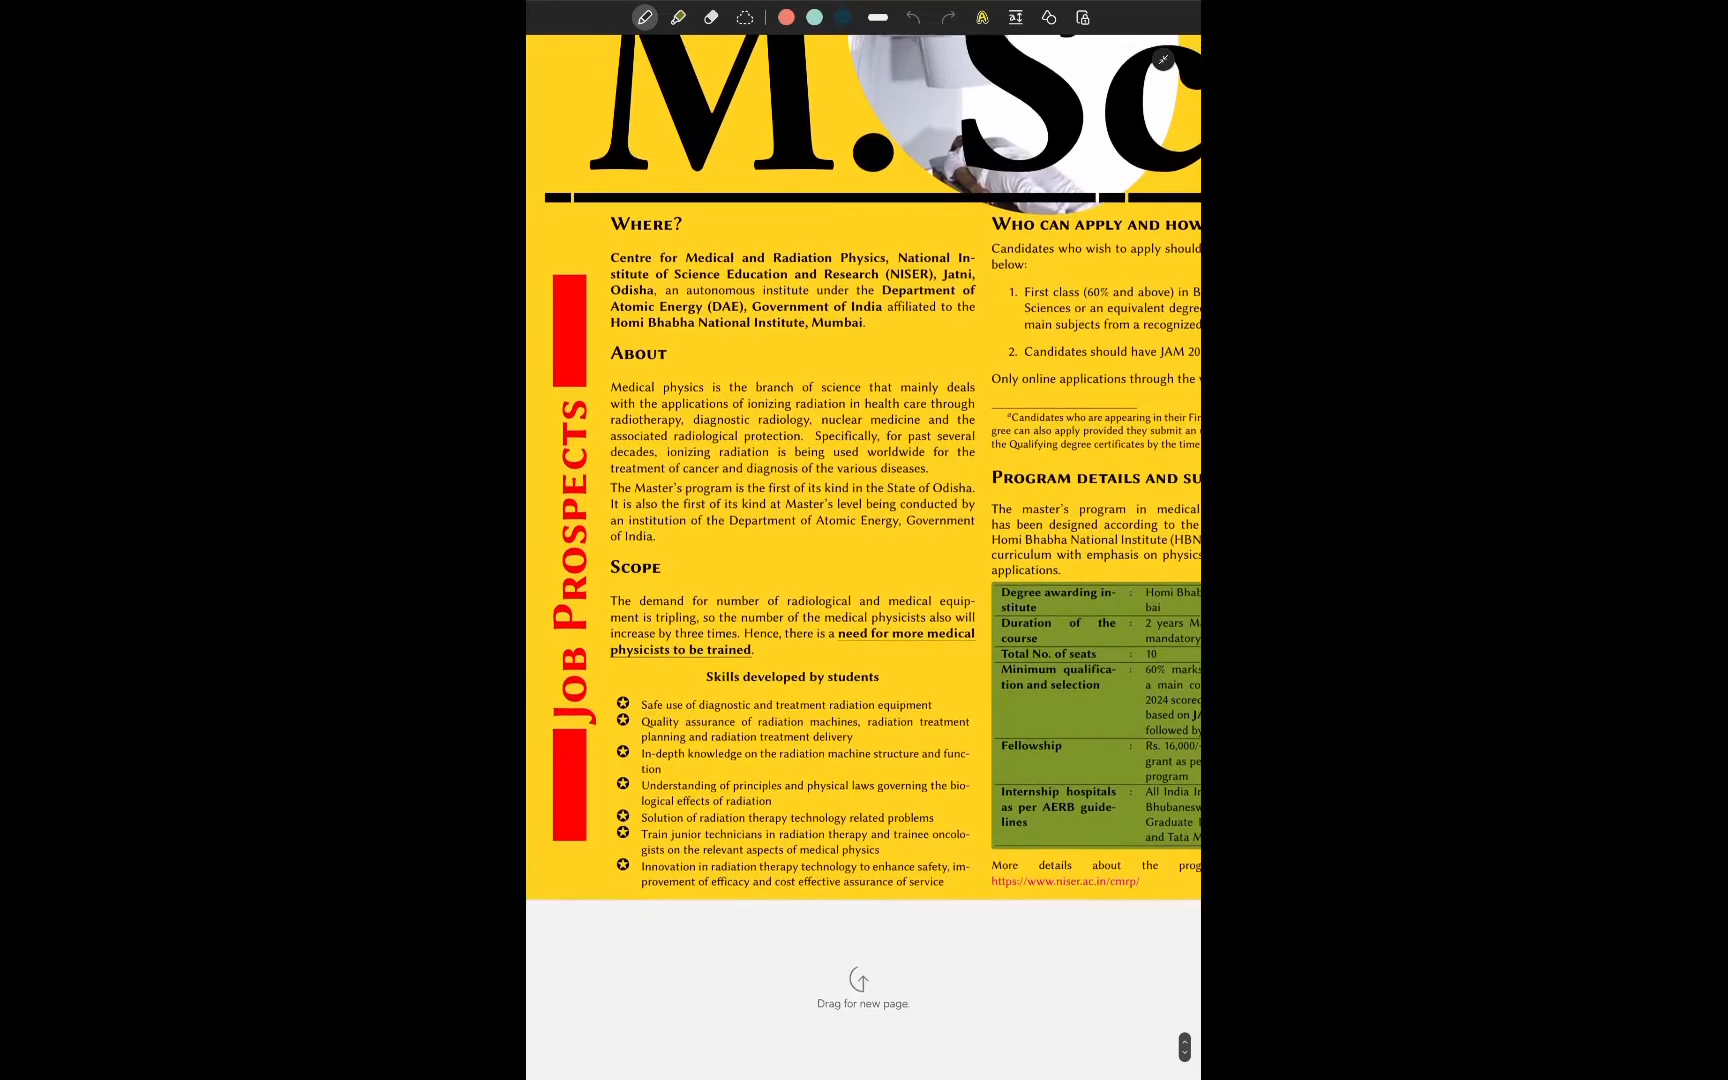 M. Sc
JOB PROSPECTS
WHERE?
Centre for Medical and Radiation Physics, National In-
stitute of Science Education and Research (NISER), Jatni,
Odisha, an autonomous institute under the Department of
Atomic Energy (DAE), Government of India affiliated to the
Homi Bhabha National Institute, Mumbai.
ABOUT
Medical physics is the branch of science that mainly deals
with the applications of ionizing radiation in health care through
radiotherapy, diagnostic radiology, nuclear medicine and the
associated radiological protection. Specifically, for past several
decades, ionizing radiation is being used worldwide for the
treatment of cancer and diagnosis of the various diseases.
The Master's program is the first of its kind in the State of Odisha.
It is also the first of its kind at Master's level being conducted by
an institution of the Department of Atomic Energy, Government
of India.
SCOPE
The demand for number of radiological and medical equip-
ment is tripling, so the number of the medical physicists also will
increase by three times. Hence, there is a need for more medical
physicists to be trained.
Skills developed by students
Safe use of diagnostic and treatment radiation equipment
Quality assurance of radiation machines, radiation treatment
planning and radiation treatment delivery
In-depth knowledge on the radiation machine structure and func-
tion
Understanding of principles and physical laws governing the bio-
logical effects of radiation
Solution of radiation therapy technology related problems
Train junior technicians in radiation therapy and trainee oncolo-
gists on the relevant aspects of medical physics
Innovation in radiation therapy technology to enhance safety, im-
provement of efficacy and cost effective assurance of service
WHO CAN APPLY AND HOW
Candidates who wish to apply should
below:
1. First class (60% and above) in B
Sciences or an equivalent degre
main subjects from a recognized
2. Candidates should have JAM 20
Only online applications through the
aCandidates who are appearing in their Fir
gree can also apply provided they submit an
the Qualifying degree certificates by the time
PROGRAM DETAILS AND SU
The master's program in medical
has been designed according to the
Homi Bhabha National Institute (HBN
curriculum with emphasis on physics
applications.
Degree awarding in- : Homi Bhab
stitute bai
Duration of the : 2 years Ma
course mandatory
Total No. of seats : 10
Minimum qualifica- : 60% marks
tion and selection a main co
2024 scorec
based on JA
followed by
Fellowship : Rs. 16,000/-
grant as pe
program
Internship hospitals : All India In
as per AERB guide- Bhubanesw
lines Graduate I
and Tata M
More details about the prog
https://www.niser.ac.in/cmrp/
Drag for new page.